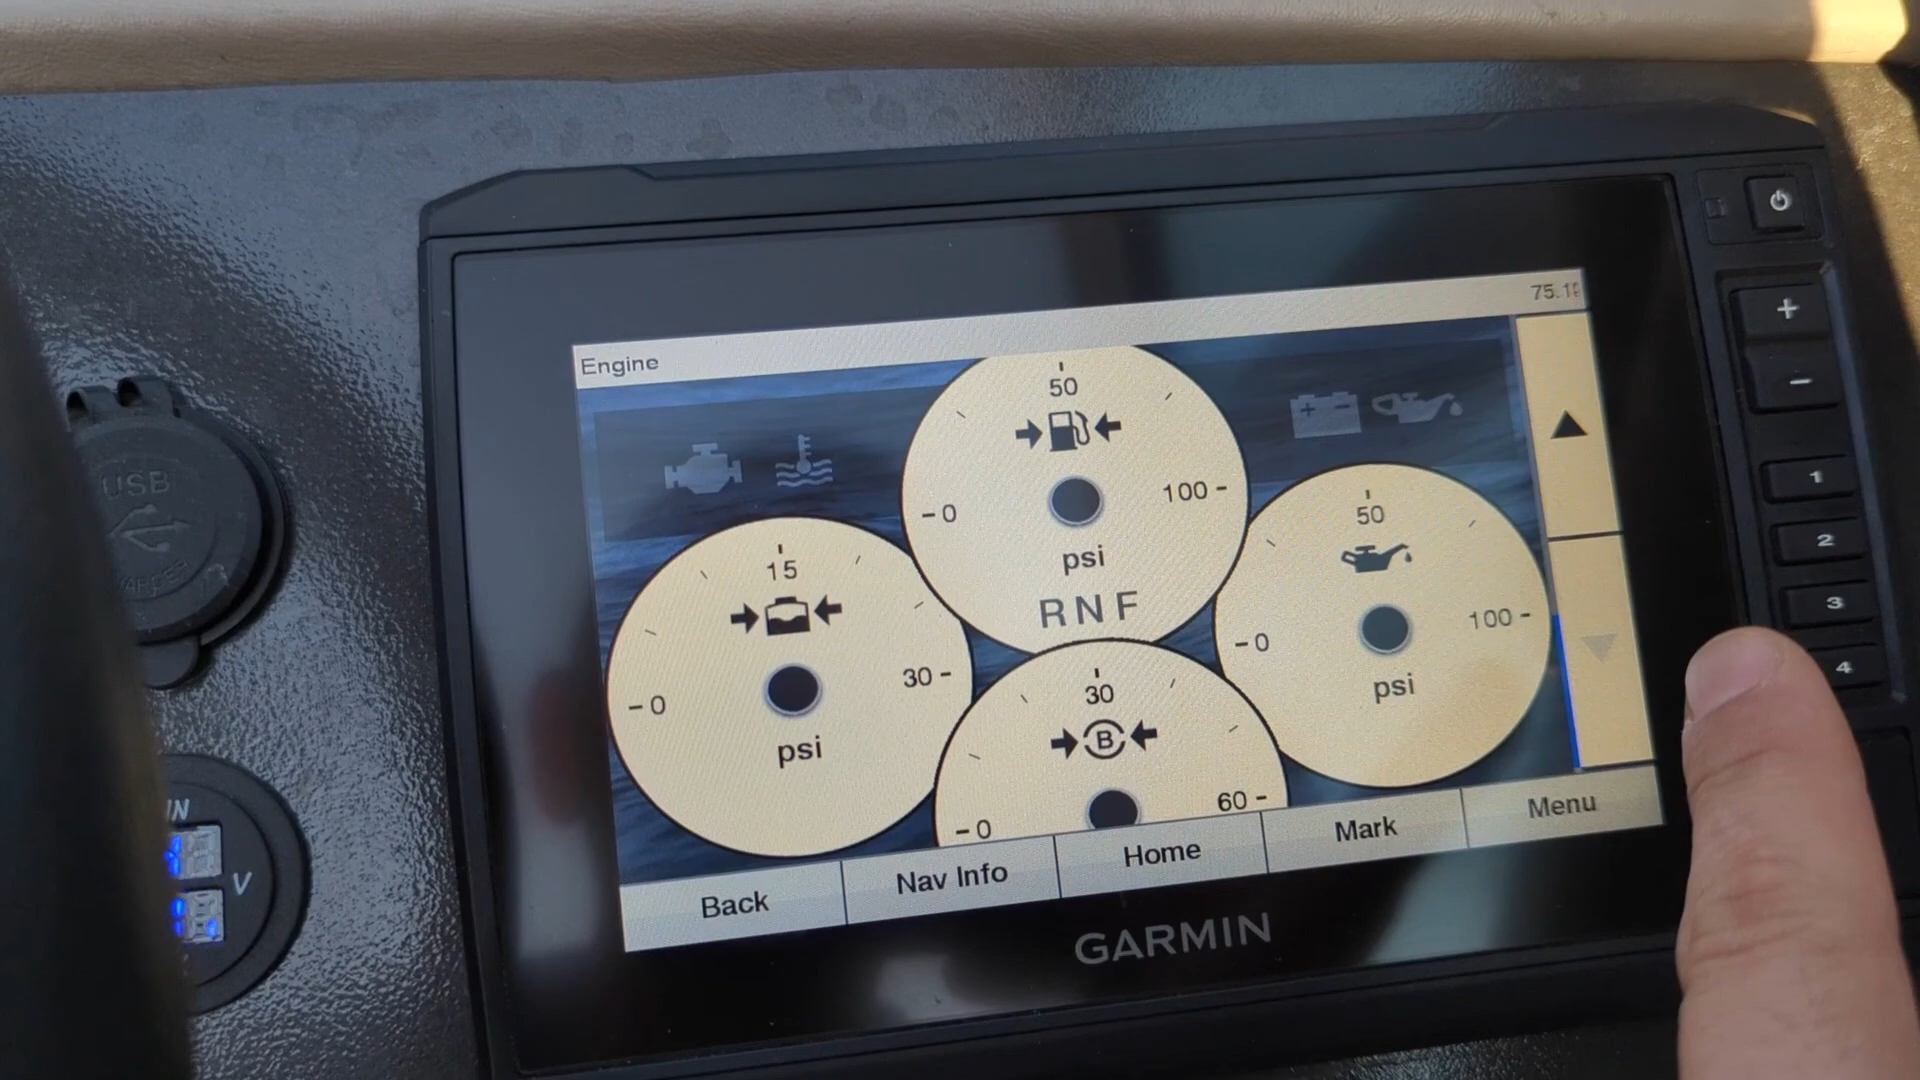 USB
IN
V
Engine
75.1
50
- 0
100 -
psi
R N F
15
- 0
30 -
psi
50
- 0
100 -
psi
30
B
- 0
60 -
Back
Nav Info
Home
Mark
Menu
GARMIN
+
-
1
2
3
4